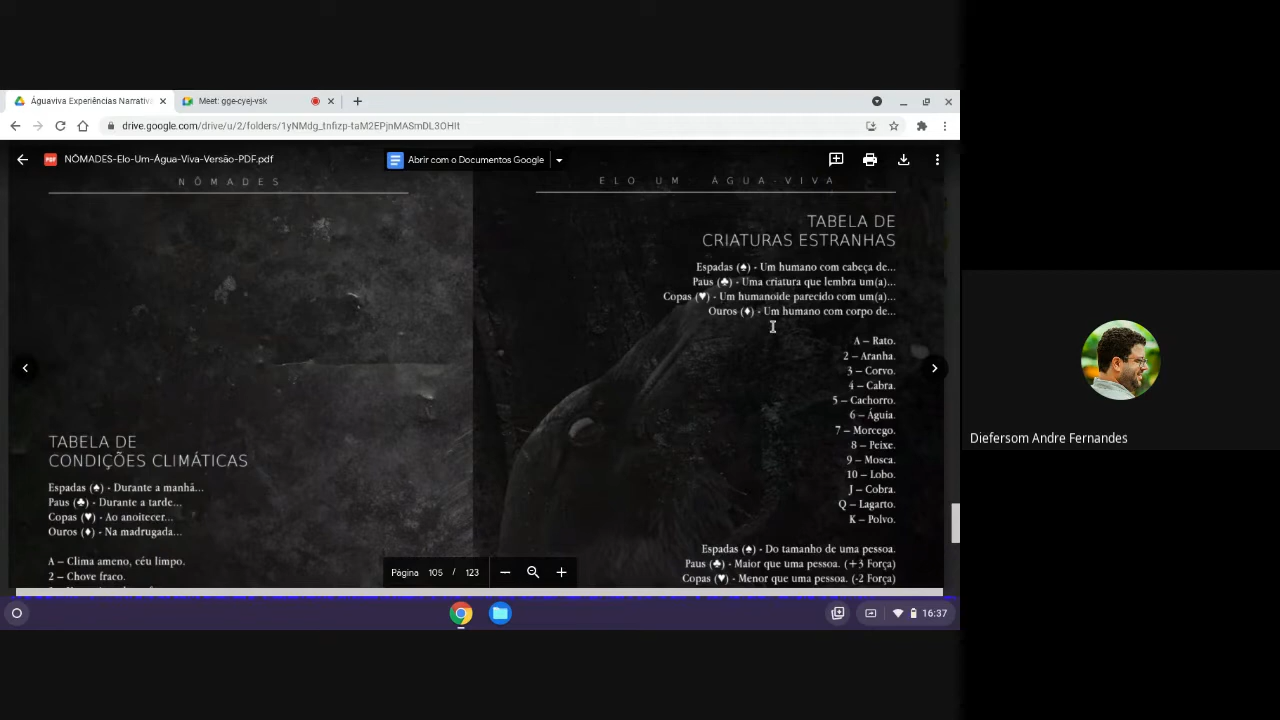 Águaviva Experiências Narrativa
Meet: gge-cyej-vsk
drive.google.com/drive/u/2/folders/1yNMdg_tnfizp-taM2EPjnMASmDL3OHIt
NÔMADES-Elo-Um-Água-Viva-Versão-PDF.pdf
Abrir com o Documentos Google
NÔMADES
ELO UM ÁGUA-VIVA
TABELA DE
CRIATURAS ESTRANHAS
Espadas (♠) - Um humano com cabeça de...
Paus (♣) - Uma criatura que lembra um(a)...
Copas (♥) - Um humanoide parecido com um(a)...
Ouros (♦) - Um humano com corpo de...
A – Rato.
2 – Aranha.
3 – Corvo.
4 – Cabra.
5 – Cachorro.
6 – Águia.
7 – Morcego.
8 – Peixe.
9 – Mosca.
10 – Lobo.
J – Cobra.
Q – Lagarto.
K – Polvo.
Espadas (♠) - Do tamanho de uma pessoa.
Paus (♣) - Maior que uma pessoa. (+3 Força)
Copas (♥) - Menor que uma pessoa. (-2 Força)
TABELA DE
CONDIÇÕES CLIMÁTICAS
Espadas (♠) - Durante a manhã...
Paus (♣) - Durante a tarde...
Copas (♥) - Ao anoitecer...
Ouros (♦) - Na madrugada...
A – Clima ameno, céu limpo.
2 – Chove fraco.
Página 105 / 123
16:37
Diefersom Andre Fernandes